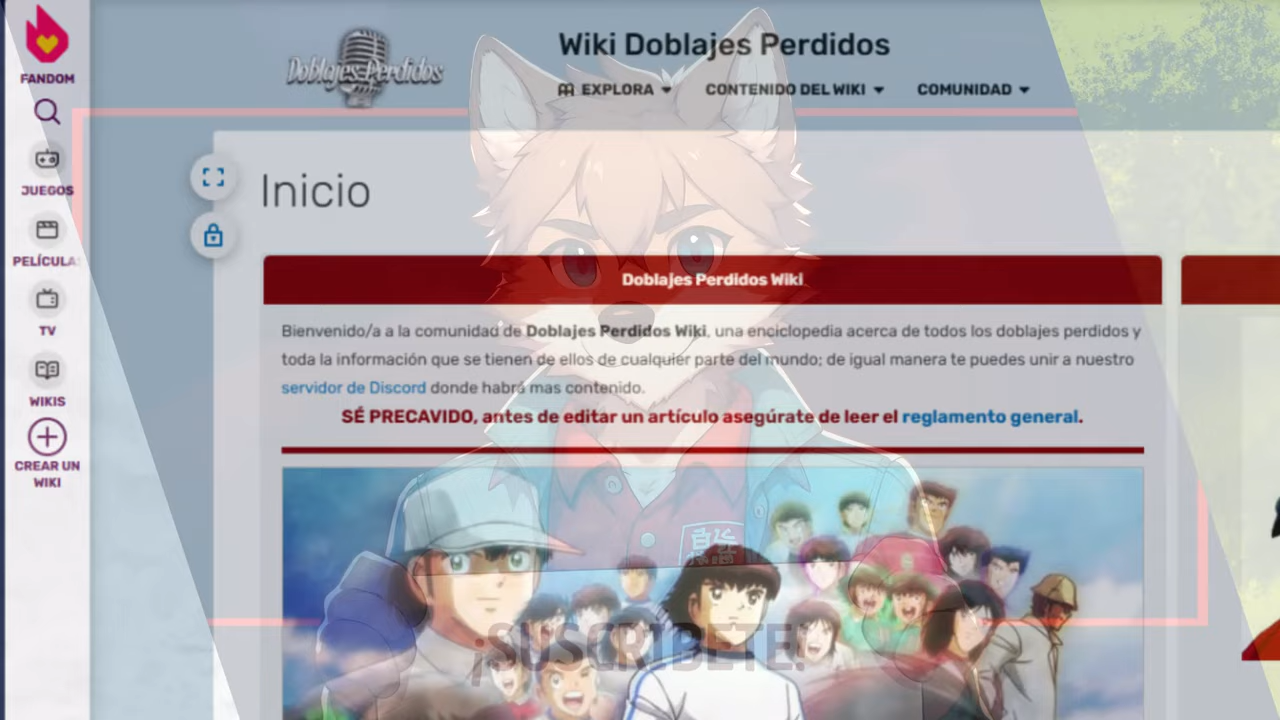 FANDOM
JUEGOS
PELÍCULA
TV
WIKIS
CREAR UN
WIKI
Doblajes Perdidos
Wiki Doblajes Perdidos
EXPLORA
CONTENIDO DEL WIKI
COMUNIDAD
Inicio
Doblajes Perdidos Wiki
Bienvenido/a a la comunidad de Doblajes Perdidos Wiki, una enciclopedia acerca de todos los doblajes perdidos y
toda la información que se tienen de ellos de cualquier parte del mundo; de igual manera te puedes unir a nuestro
servidor de Discord donde habrá mas contenido.
SÉ PRECAVIDO, antes de editar un artículo asegúrate de leer el reglamento general.
¡SUSCRÍBETE!